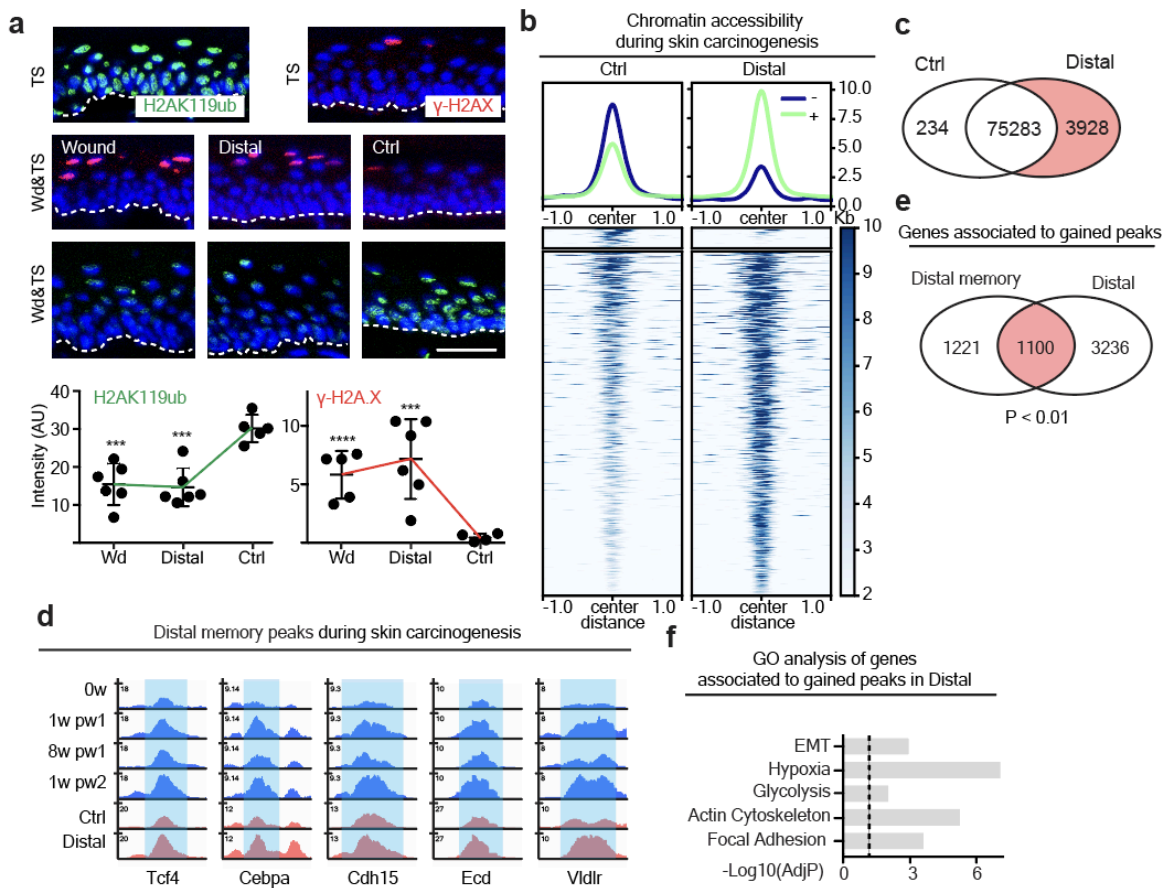 a
TS
H2AK119ub
TS
γ-H2AX
Wd&TS
Wound
Distal
Ctrl
Wd&TS
Intensity (AU)
40
30
20
10
H2AK119ub
***
***
Wd
Distal
Ctrl
γ-H2A.X
10
5
****
***
Wd
Distal
Ctrl
b
Chromatin accessibility
during skin carcinogenesis
Ctrl
Distal
-
+
10.0
7.5
5.0
2.5
0.0
-1.0 center 1.0
-1.0 center 1.0
Kb
10
9
8
7
6
5
4
3
2
-1.0 center 1.0
distance
-1.0 center 1.0
distance
c
Ctrl
Distal
234
75283
3928
e
Genes associated to gained peaks
Distal memory
Distal
1221
1100
3236
P < 0.01
d
Distal memory peaks during skin carcinogenesis
0w
18
9.14
9.3
10
8
1w pw1
18
9.14
9.3
10
8
8w pw1
18
9.14
9.3
10
8
1w pw2
18
9.14
9.3
10
8
Ctrl
20
12
13
27
10
Distal
20
12
13
27
10
Tcf4
Cebpa
Cdh15
Ecd
Vldlr
f
GO analysis of genes
associated to gained peaks in Distal
EMT
Hypoxia
Glycolysis
Actin Cytoskeleton
Focal Adhesion
-Log10(AdjP)
0
3
6